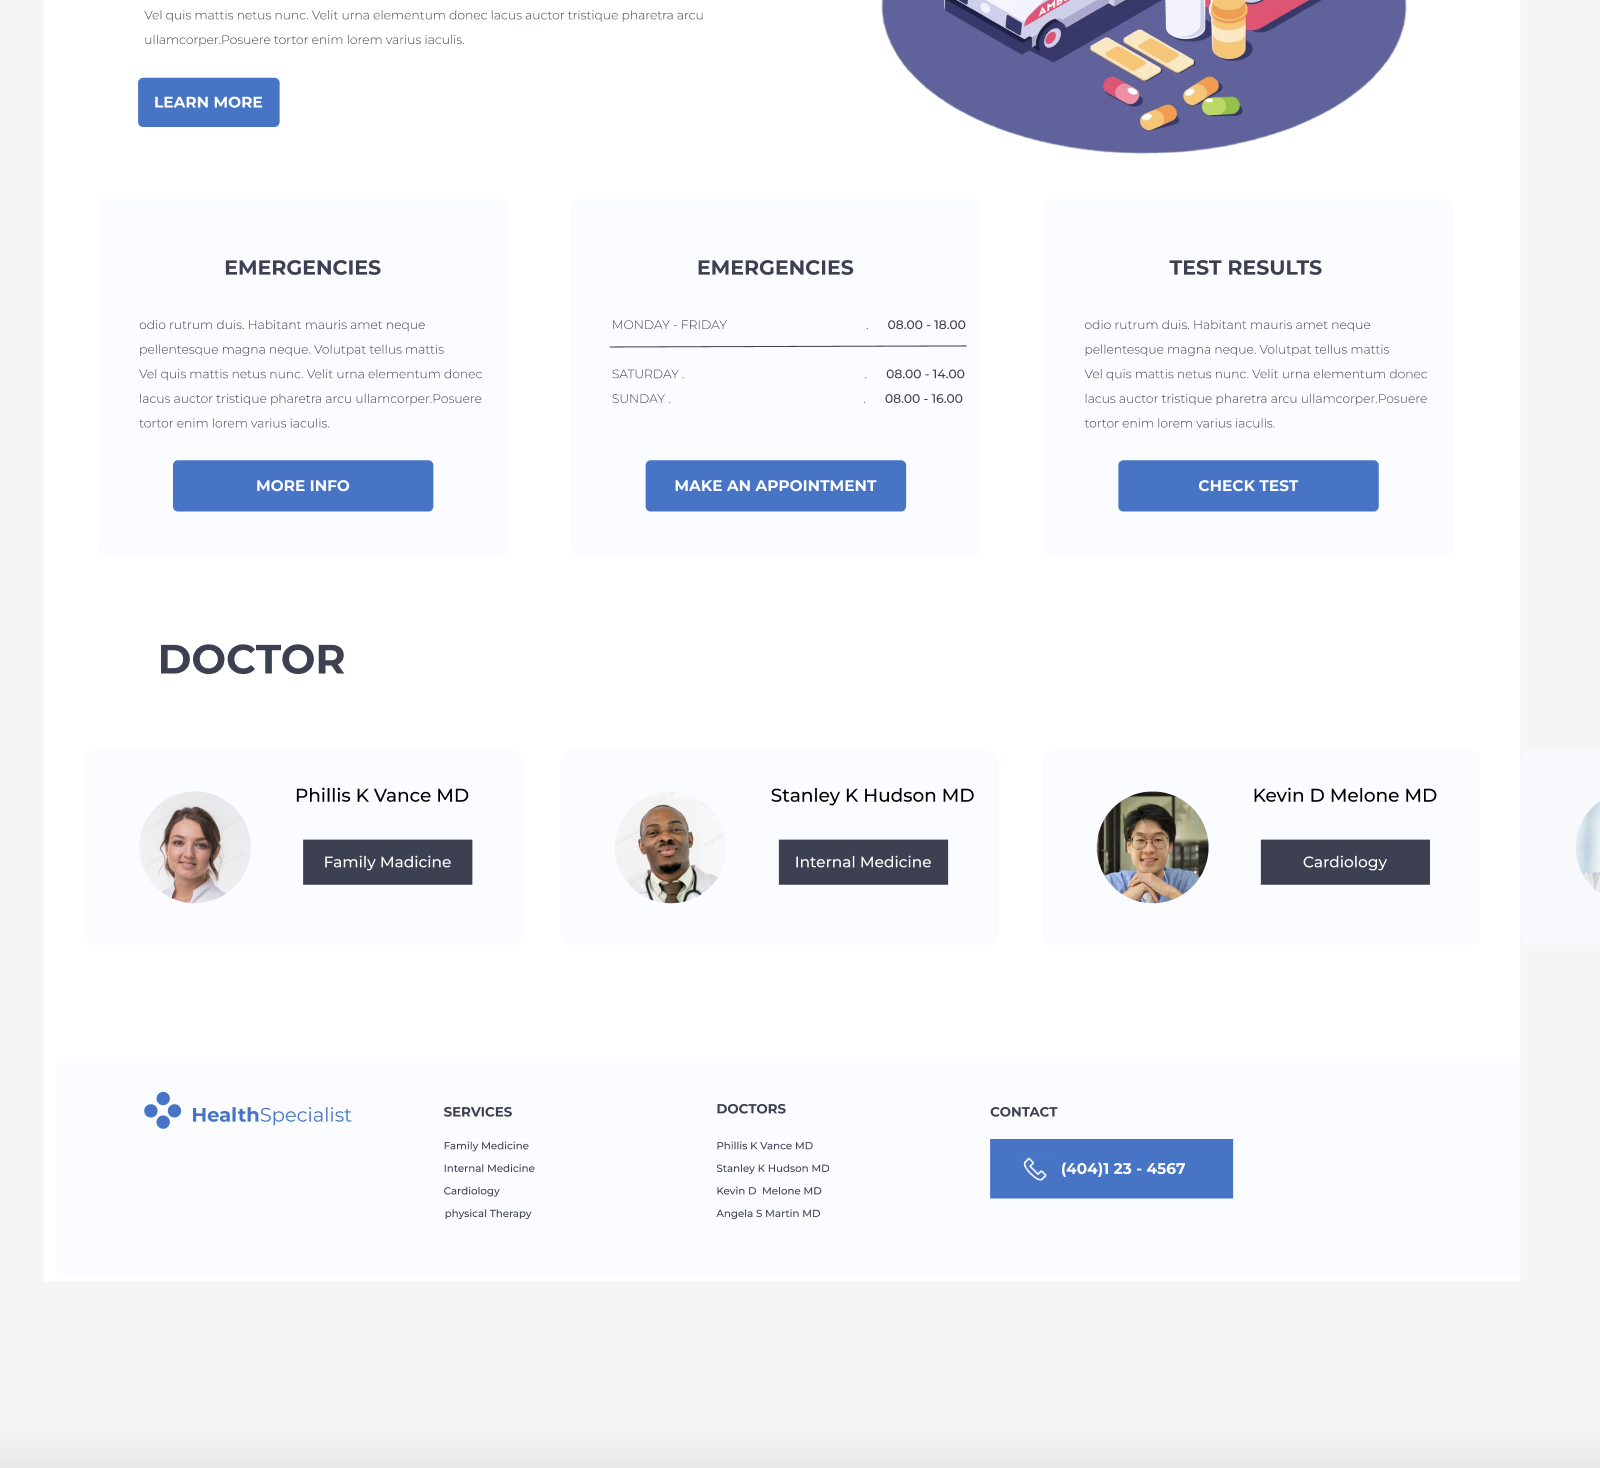 Vel quis mattis netus nunc. Velit urna elementum donec lacus auctor tristique pharetra arcu
ullamcorper.Posuere tortor enim lorem varius iaculis.
LEARN MORE
EMERGENCIES
odio rutrum duis. Habitant mauris amet neque
pellentesque magna neque. Volutpat tellus mattis
Vel quis mattis netus nunc. Velit urna elementum donec
lacus auctor tristique pharetra arcu ullamcorper.Posuere
tortor enim lorem varius iaculis.
MORE INFO
EMERGENCIES
MONDAY - FRIDAY . 08.00 - 18.00
SATURDAY . . 08.00 - 14.00
SUNDAY . . 08.00 - 16.00
MAKE AN APPOINTMENT
TEST RESULTS
odio rutrum duis. Habitant mauris amet neque
pellentesque magna neque. Volutpat tellus mattis
Vel quis mattis netus nunc. Velit urna elementum donec
lacus auctor tristique pharetra arcu ullamcorper.Posuere
tortor enim lorem varius iaculis.
CHECK TEST
DOCTOR
Phillis K Vance MD
Family Madicine
Stanley K Hudson MD
Internal Medicine
Kevin D Melone MD
Cardiology
HealthSpecialist
SERVICES
Family Medicine
Internal Medicine
Cardiology
physical Therapy
DOCTORS
Phillis K Vance MD
Stanley K Hudson MD
Kevin D  Melone MD
Angela S Martin MD
CONTACT
(404)1 23 - 4567